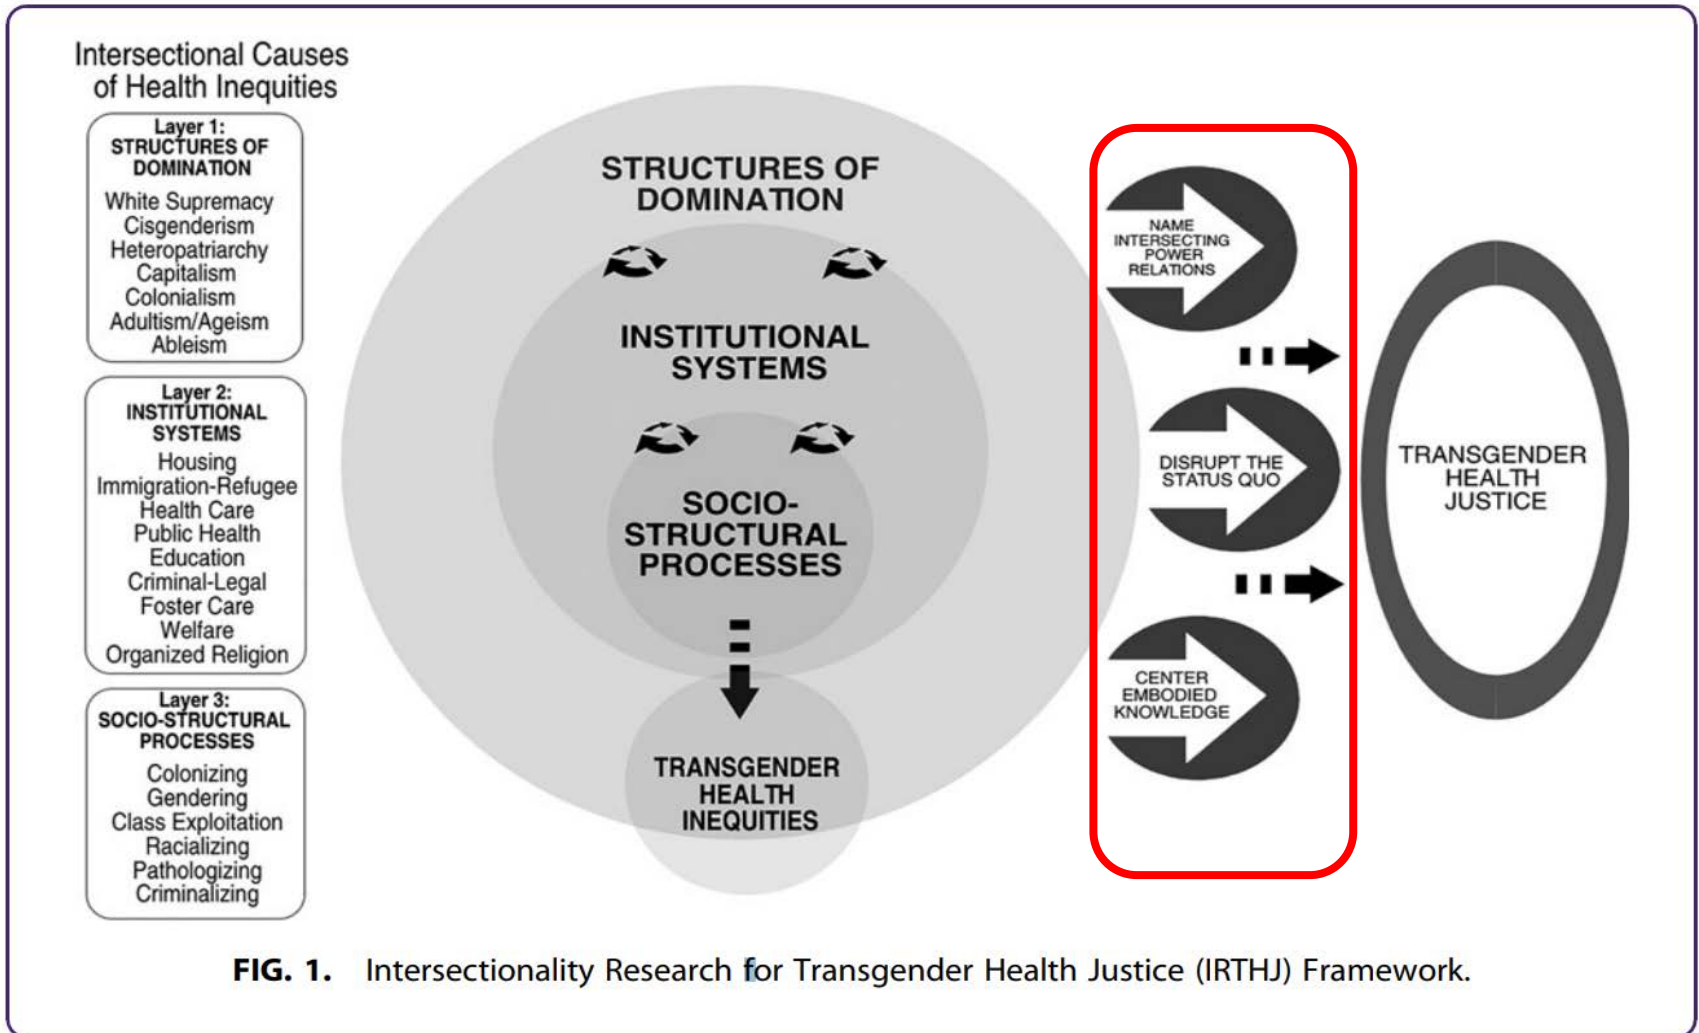 Intersectional Causes
of Health Inequities
Layer 1:
STRUCTURES OF
DOMINATION
White Supremacy
Cisgenderism
Heteropatriarchy
Capitalism
Colonialism
Adultism/Ageism
Ableism
Layer 2:
INSTITUTIONAL
SYSTEMS
Housing
Immigration-Refugee
Health Care
Public Health
Education
Criminal-Legal
Foster Care
Welfare
Organized Religion
Layer 3:
SOCIO-STRUCTURAL
PROCESSES
Colonizing
Gendering
Class Exploitation
Racializing
Pathologizing
Criminalizing
STRUCTURES OF
DOMINATION
INSTITUTIONAL
SYSTEMS
SOCIO-
STRUCTURAL
PROCESSES
TRANSGENDER
HEALTH
INEQUITIES
NAME
INTERSECTING
POWER
RELATIONS
DISRUPT THE
STATUS QUO
CENTER
EMBODIED
KNOWLEDGE
TRANSGENDER
HEALTH
JUSTICE
FIG. 1. Intersectionality Research for Transgender Health Justice (IRTHJ) Framework.